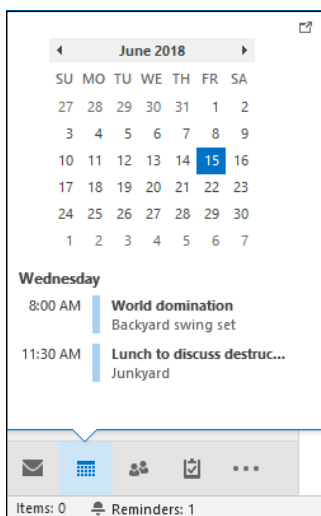 June 2018
SU MO TU WE TH FR SA
27 28 29 30 31 1 2
3 4 5 6 7 8 9
10 11 12 13 14 15 16
17 18 19 20 21 22 23
24 25 26 27 28 29 30
1 2 3 4 5 6 7
Wednesday
8:00 AM World domination
Backyard swing set
11:30 AM Lunch to discuss destruc...
Junkyard
Items: 0 Reminders: 1